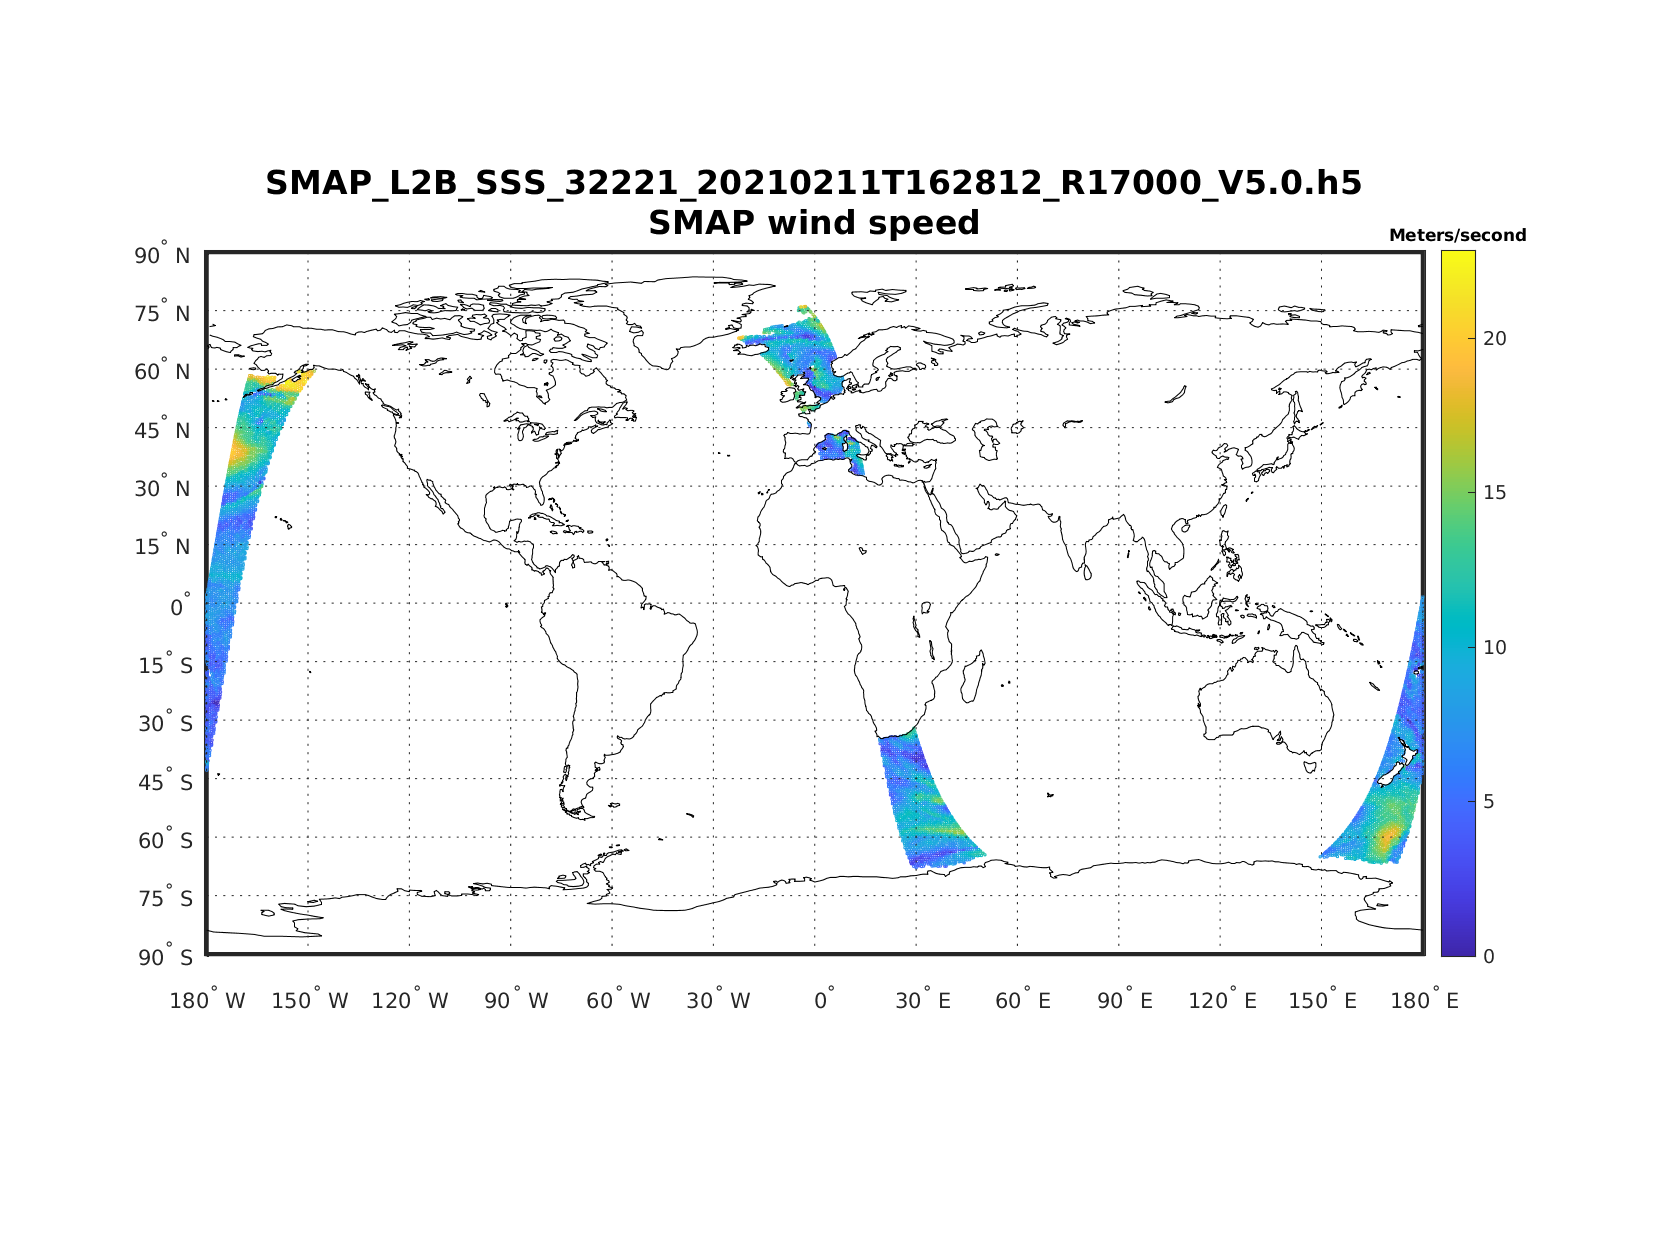 SMAP_L2B_SSS_32221_20210211T162812_R17000_V5.0.h5
SMAP wind speed
Meters/second
90° N
75° N
60° N
45° N
30° N
15° N
0°
15° S
30° S
45° S
60° S
75° S
90° S
180° W
150° W
120° W
90° W
60° W
30° W
0°
30° E
60° E
90° E
120° E
150° E
180° E
20
15
10
5
0